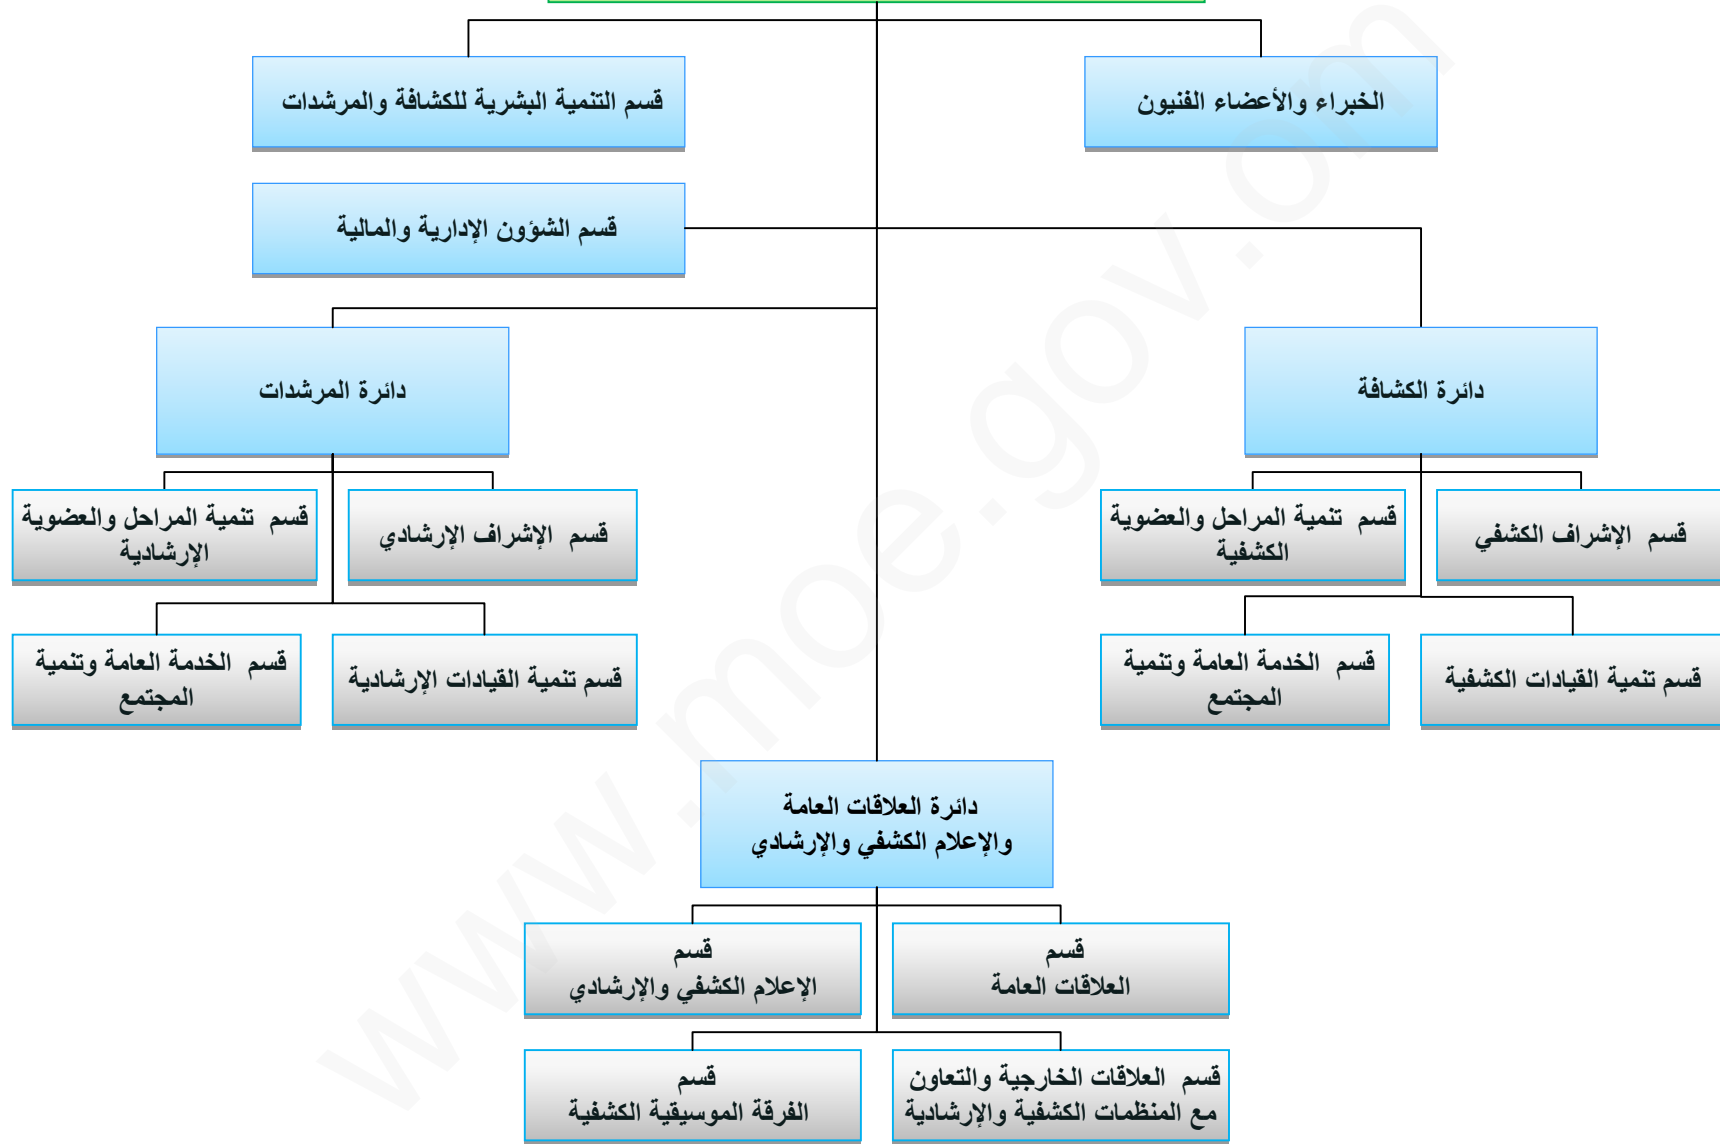 الخبراء والأعضاء الفنيون
قسم التنمية البشرية للكشافة والمرشدات
قسم الشؤون الإدارية والمالية
دائرة الكشافة
دائرة المرشدات
قسم الإشراف الكشفي
قسم تنمية المراحل والعضوية
الكشفية
قسم الإشراف الإرشادي
قسم تنمية المراحل والعضوية
الإرشادية
قسم تنمية القيادات الكشفية
قسم الخدمة العامة وتنمية
المجتمع
قسم تنمية القيادات الإرشادية
قسم الخدمة العامة وتنمية
المجتمع
دائرة العلاقات العامة
والإعلام الكشفي والإرشادي
قسم
العلاقات العامة
قسم
الإعلام الكشفي والإرشادي
قسم العلاقات الخارجية والتعاون
مع المنظمات الكشفية والإرشادية
قسم
الفرقة الموسيقية الكشفية
www.moe.gov.om